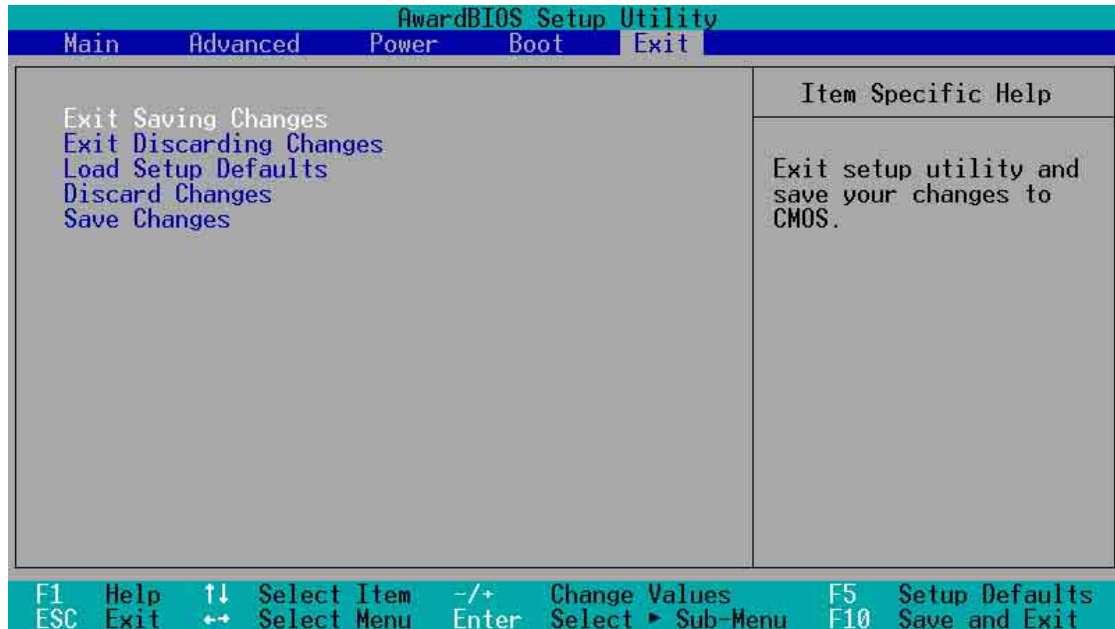 AwardBIOS Setup Utility
Main Advanced Power Boot Exit
Exit Saving Changes
Exit Discarding Changes
Load Setup Defaults
Discard Changes
Save Changes
Item Specific Help
Exit setup utility and
save your changes to
CMOS.
F1 Help ↑↓ Select Item -/+ Change Values F5 Setup Defaults
ESC Exit ←→ Select Menu Enter Select ► Sub-Menu F10 Save and Exit